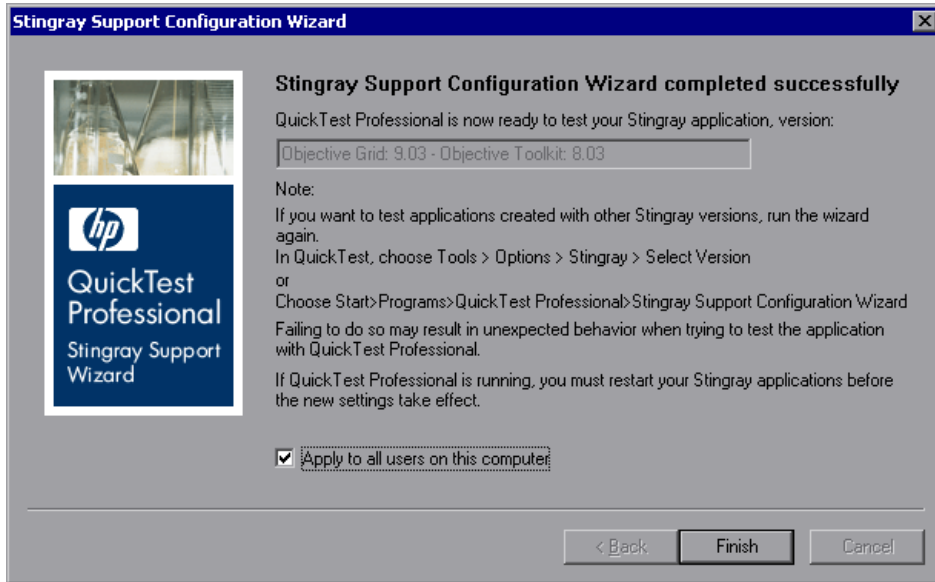 Stingray Support Configuration Wizard
Stingray Support Configuration Wizard completed successfully
QuickTest Professional is now ready to test your Stingray application, version:
Objective Grid: 9.03 - Objective Toolkit: 8.03
Note:
If you want to test applications created with other Stingray versions, run the wizard
again.
In QuickTest, choose Tools > Options > Stingray > Select Version
or
Choose Start>Programs>QuickTest Professional>Stingray Support Configuration Wizard
Failing to do so may result in unexpected behavior when trying to test the application
with QuickTest Professional.
If QuickTest Professional is running, you must restart your Stingray applications before
the new settings take effect.
Apply to all users on this computer
hp
QuickTest
Professional
Stingray Support
Wizard
< Back
Finish
Cancel